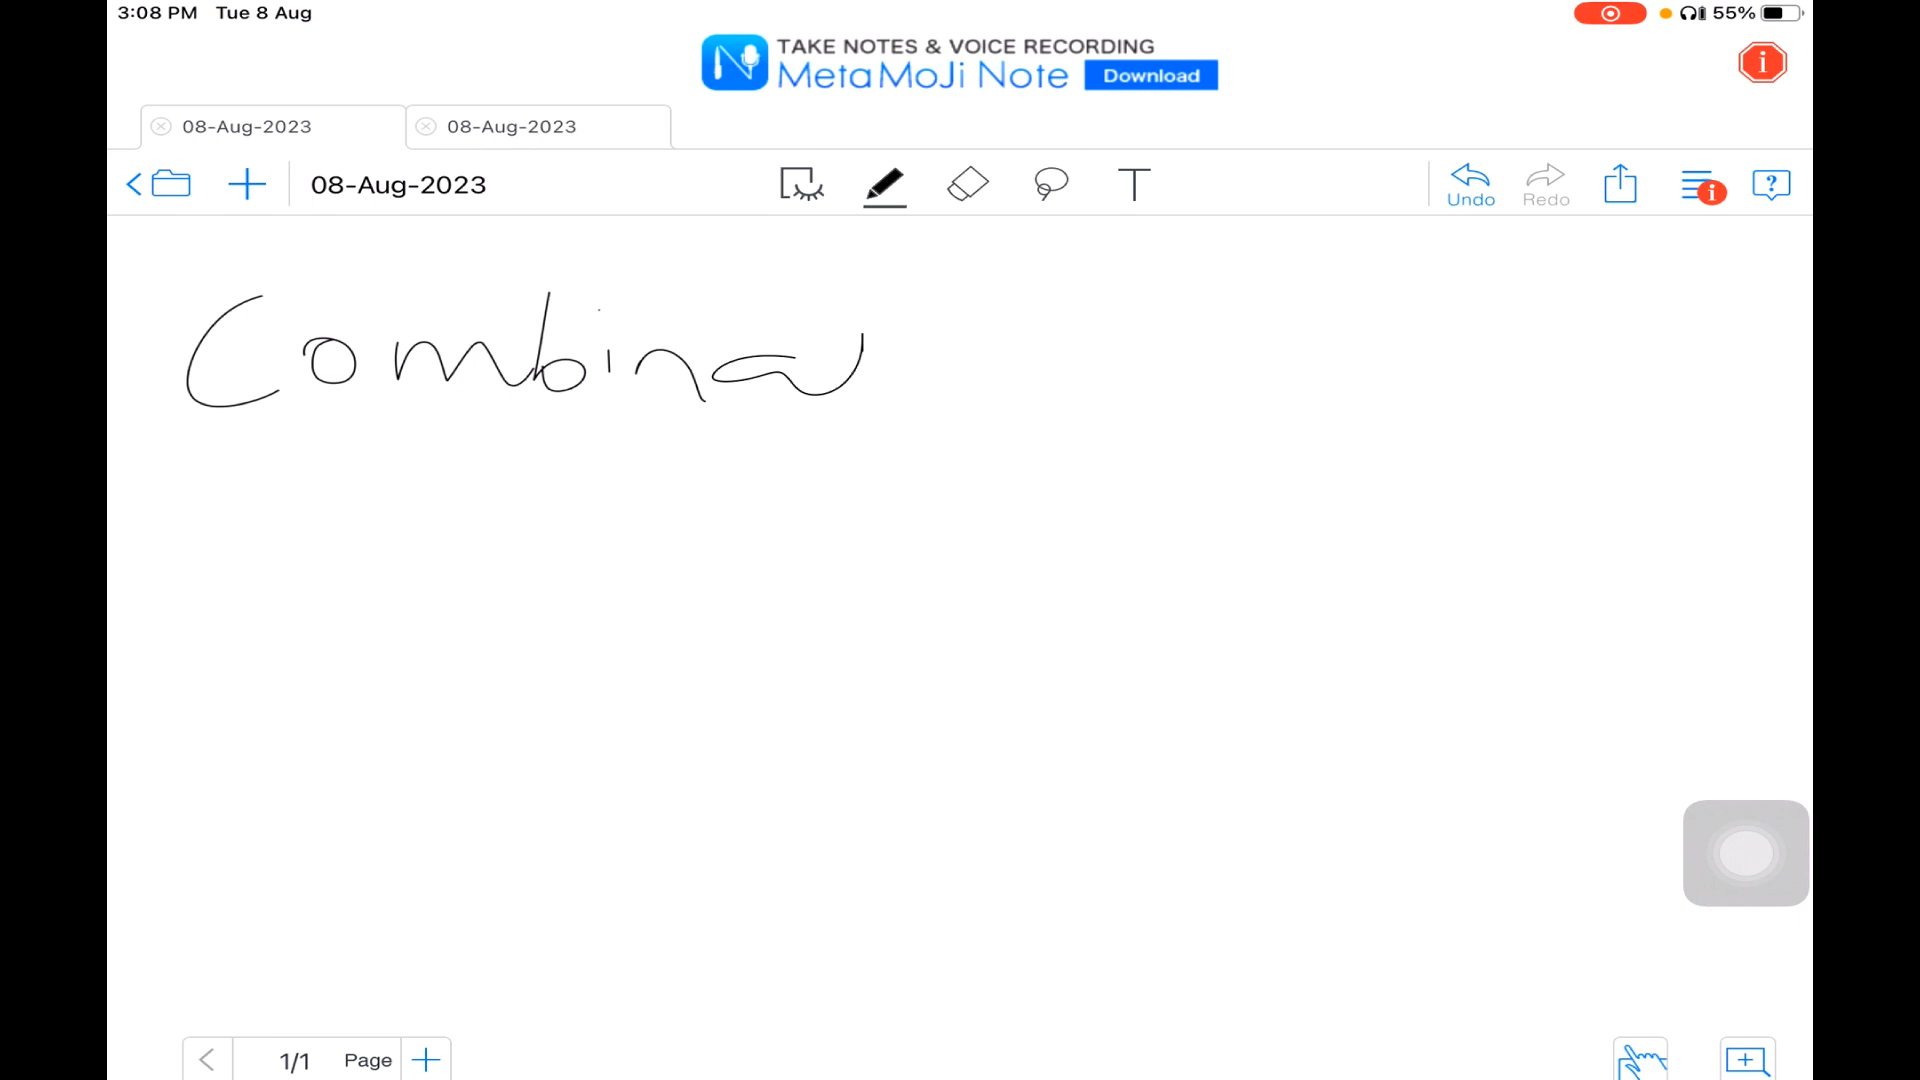 3:08 PM Tue 8 Aug 55%
TAKE NOTES & VOICE RECORDING
MetaMoJi Note Download
08-Aug-2023 08-Aug-2023
08-Aug-2023 T Undo Redo
Combina
1/1 Page